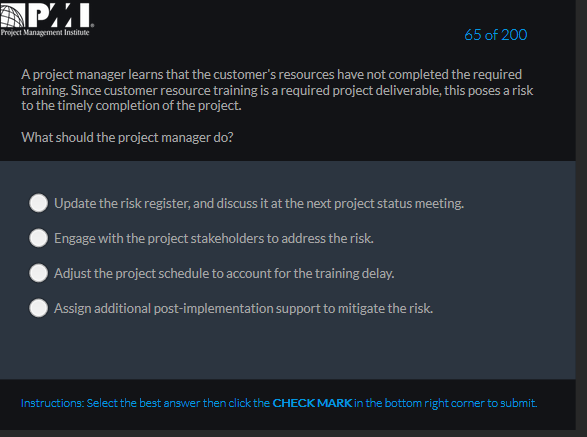 PMI
Project Management Institute
65 of 200
A project manager learns that the customer's resources have not completed the required
training. Since customer resource training is a required project deliverable, this poses a risk
to the timely completion of the project.
What should the project manager do?
Update the risk register, and discuss it at the next project status meeting.
Engage with the project stakeholders to address the risk.
Adjust the project schedule to account for the training delay.
Assign additional post-implementation support to mitigate the risk.
Instructions: Select the best answer then click the CHECK MARK in the bottom right corner to submit.